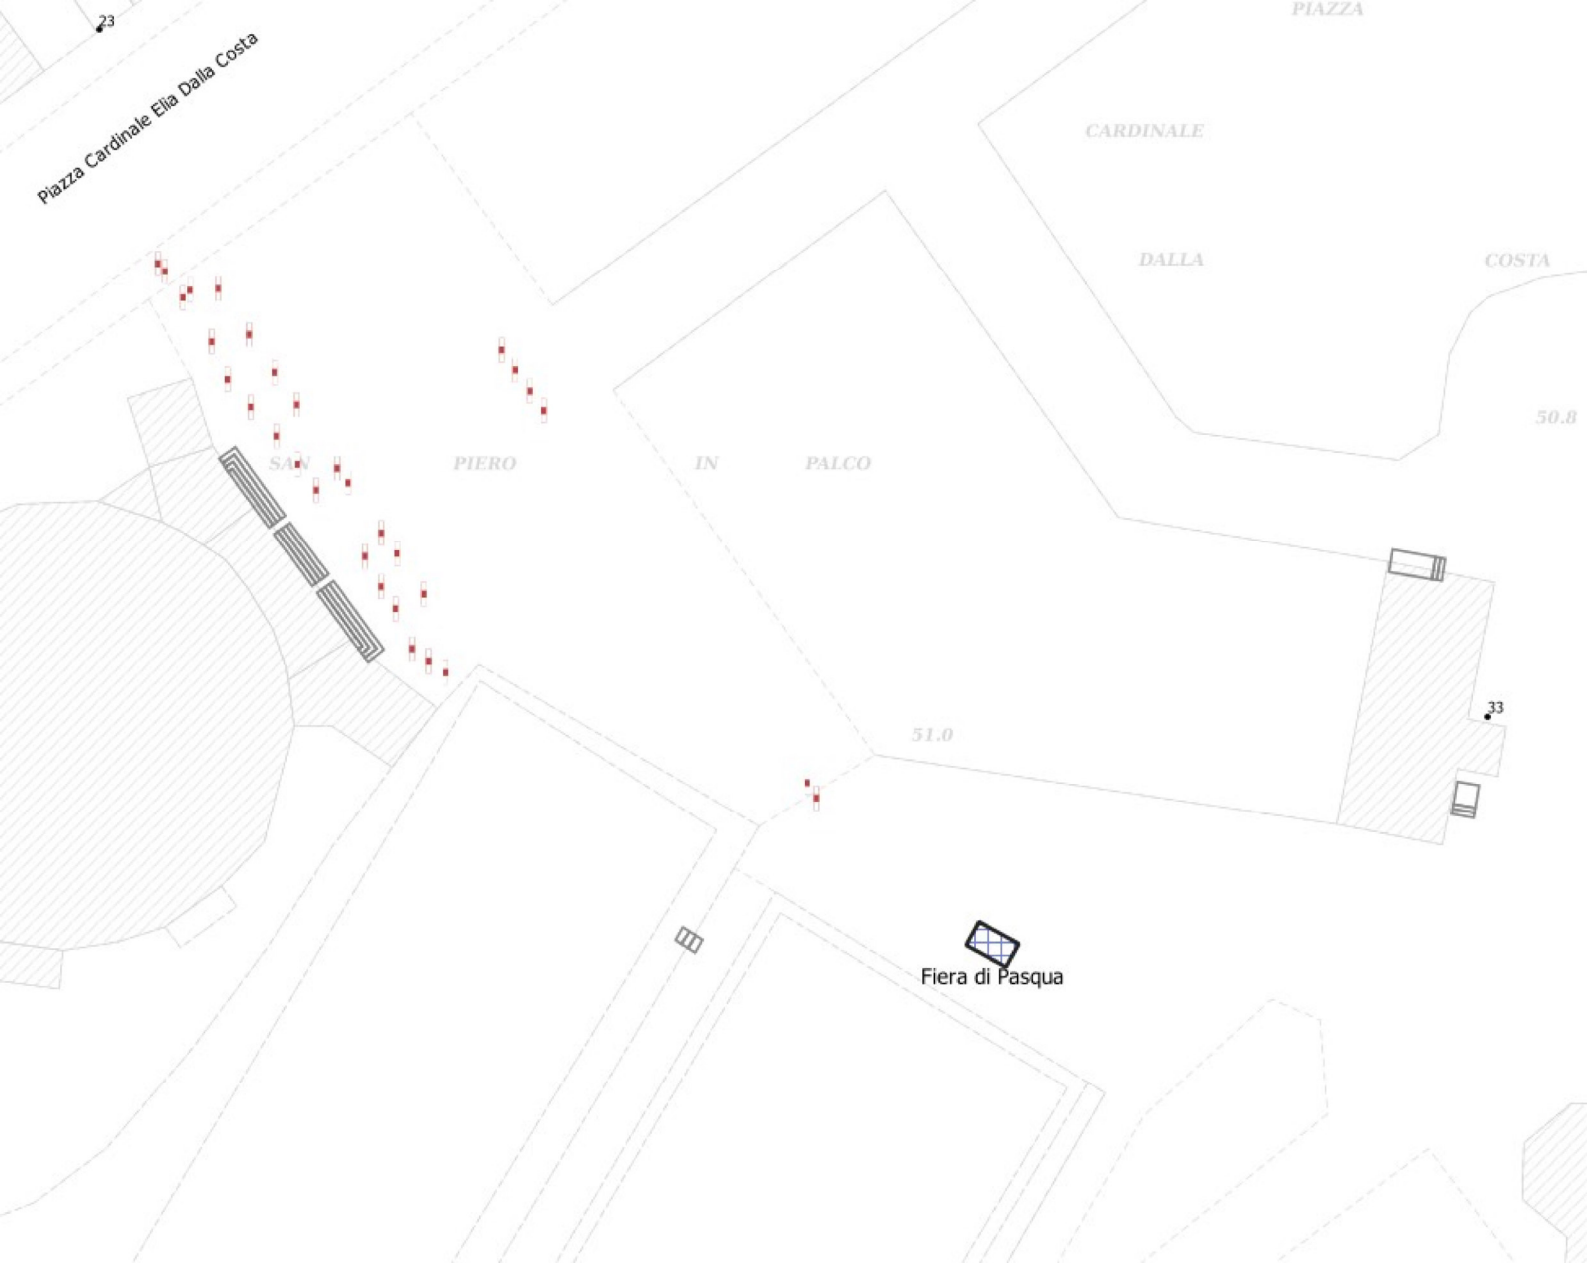 PIAZZA
23
Piazza Cardinale Elia Dalla Costa
CARDINALE
DALLA
COSTA
50.8
SAN PIERO IN PALCO
33
51.0
Fiera di Pasqua